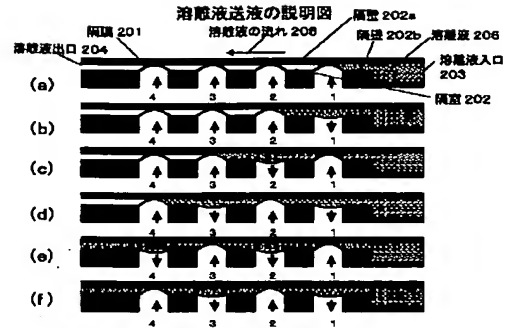 溶離液送液の説明図
隔膜 201
溶離液の流れ 208
隔壁 202a
隔壁 202b
溶離液 206
溶離液出口 204
溶離液入口
203
隔室 202
(a)
4 3 2 1
(b)
4 3 2 1
(c)
4 3 2 1
(d)
4 3 2 1
(e)
4 3 2 1
(f)
4 3 2 1